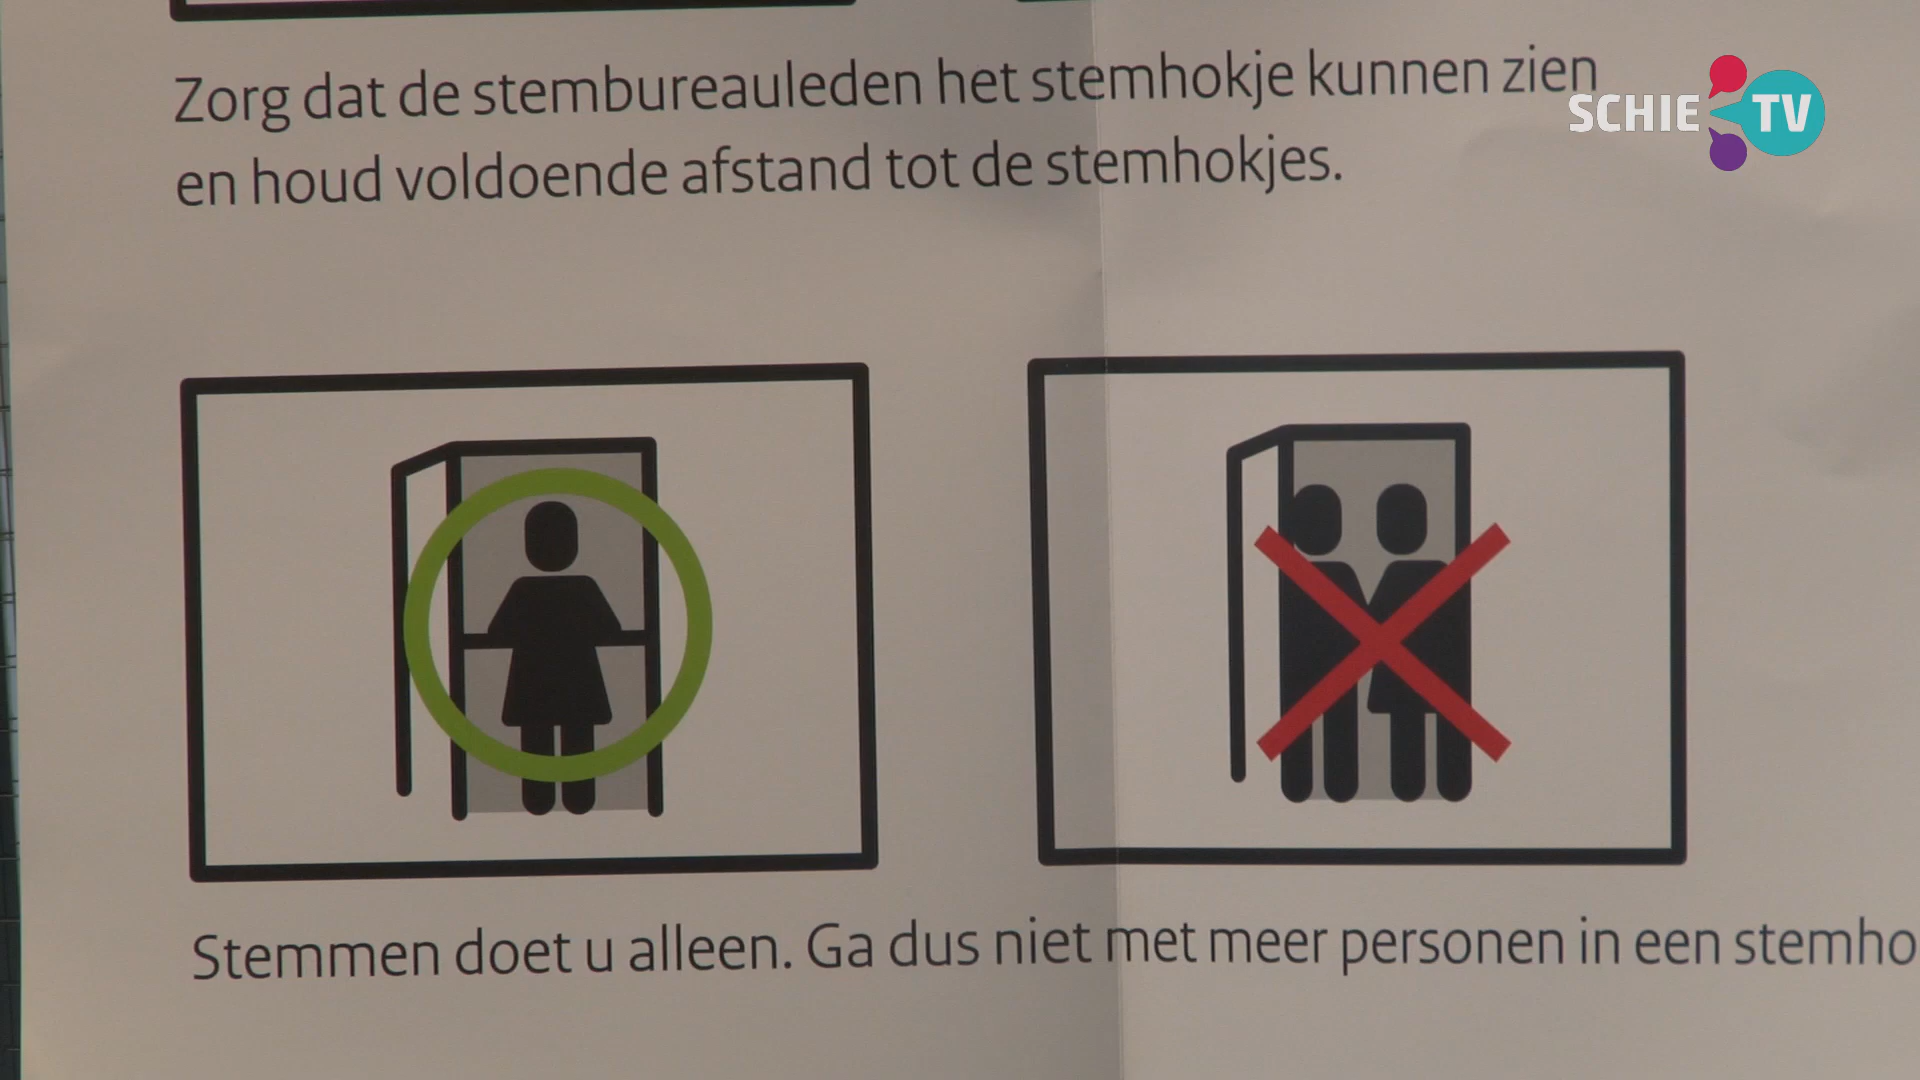 Zorg dat de stembureauleden het stemhokje kunnen zien
en houd voldoende afstand tot de stemhokjes.
SCHIE TV
Stemmen doet u alleen. Ga dus niet met meer personen in een stemho